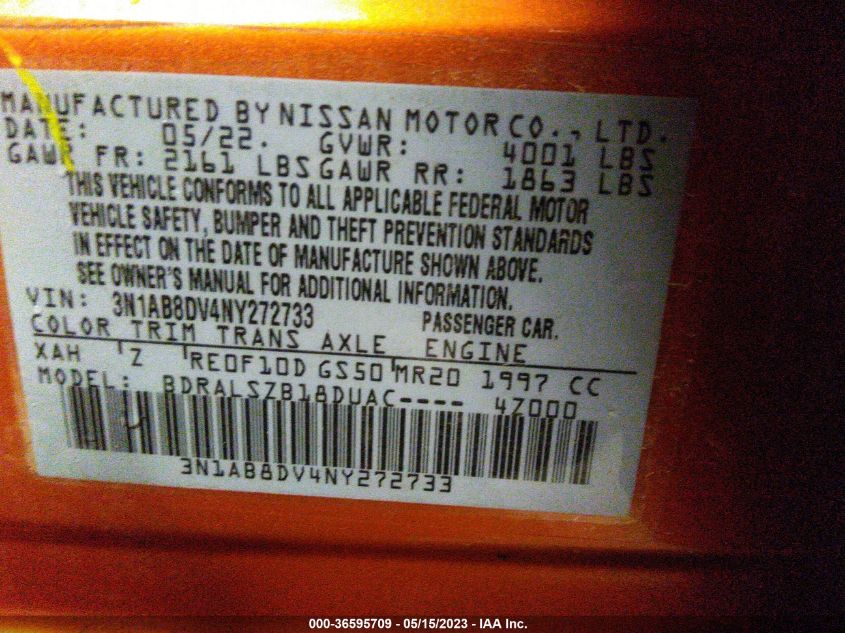 MANUFACTURED BY NISSAN MOTOR CO., LTD.
DATE: 05/22. GVWR: 4001 LBS
GAWR FR: 2161 LBS GAWR RR: 1863 LBS
THIS VEHICLE CONFORMS TO ALL APPLICABLE FEDERAL MOTOR
VEHICLE SAFETY, BUMPER AND THEFT PREVENTION STANDARDS
IN EFFECT ON THE DATE OF MANUFACTURE SHOWN ABOVE.
SEE OWNER'S MANUAL FOR ADDITIONAL INFORMATION.
VIN: 3N1AB8DV4NY272733 PASSENGER CAR.
COLOR TRIM TRANS AXLE ENGINE
XAH Z RE0F10D GS50 MR20 1997 CC
MODEL: BDRALSZB18DUAC---- 4Z000
3N1AB8DV4NY272733
000-36595709 - 05/15/2023 - IAA Inc.